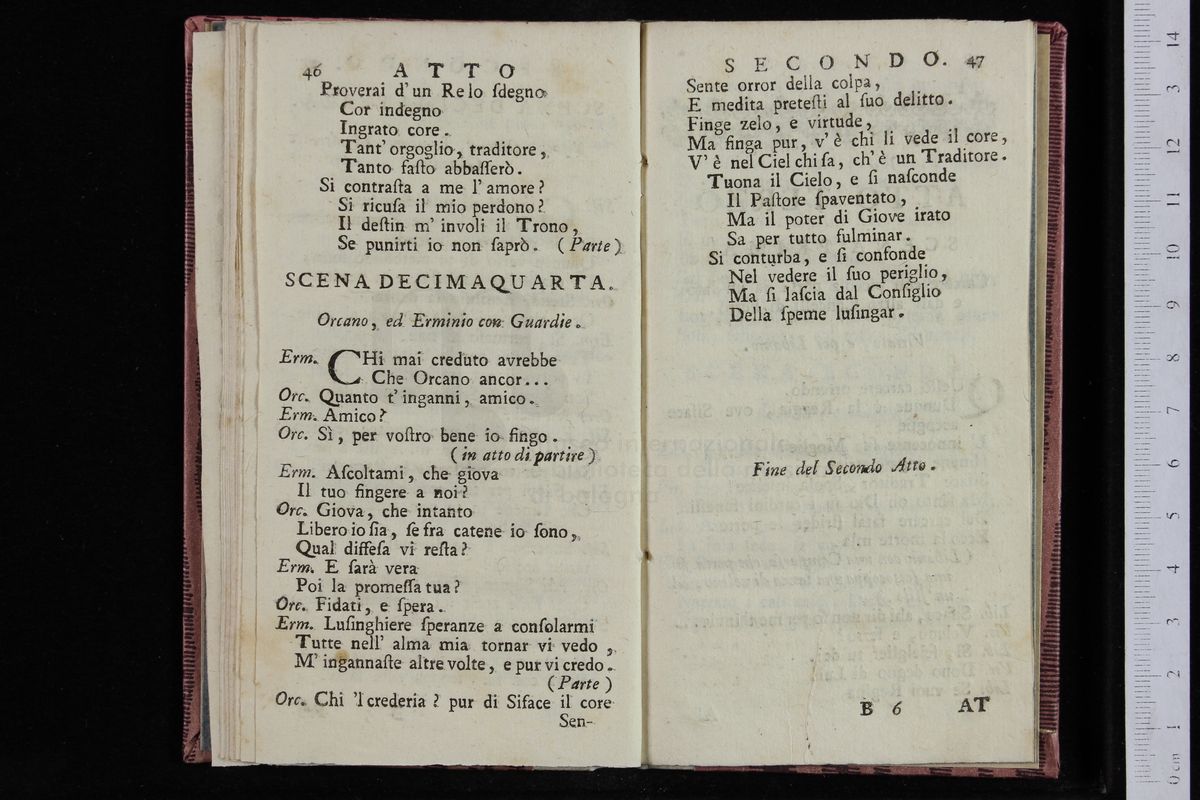 46 ATTO
Proverai d'un Re lo ſdegno
Cor indegno
Ingrato core.
Tant'orgoglio, traditore,
Tanto faſto abbaſſerò.
Si contraſta a me l'amore?
Si ricuſa il mio perdono?
Il deſtin m'involi il Trono,
Se punirti io non ſaprò. (Parte)
SCENA DECIMAQUARTA.
Orcano, ed Erminio con Guardie.
Erm. CHi mai creduto avrebbe
Che Orcano ancor...
Orc. Quanto t'inganni, amico.
Erm. Amico?
Orc. Sì, per voſtro bene io fingo.
(in atto di partire)
Erm. Aſcoltami, che giova
Il tuo fingere a noi?
Orc. Giova, che intanto
Libero io ſia, ſe fra catene io ſono,
Qual diffeſa vi reſta?
Erm. E ſarà vera
Poi la promeſſa tua?
Orc. Fidati, e ſpera.
Erm. Luſinghiere ſperanze a conſolarmi
Tutte nell'alma mia tornar vi vedo,
M'ingannaſte altre volte, e pur vi credo.
(Parte)
Orc. Chi 'l crederia? pur di Siface il core
Sen-
SECONDO. 47
Sente orror della colpa,
E medita preteſti al ſuo delitto.
Finge zelo, e virtude,
Ma finga pur, v'è chi li vede il core,
V'è nel Ciel chi ſa, ch'è un Traditore.
Tuona il Cielo, e ſi naſconde
Il Paſtore ſpaventato,
Ma il poter di Giove irato
Sa per tutto fulminar.
Si conturba, e ſi confonde
Nel vedere il ſuo periglio,
Ma ſi laſcia dal Conſiglio
Della ſpeme luſingar.
Fine del Secondo Atto.
B 6 AT